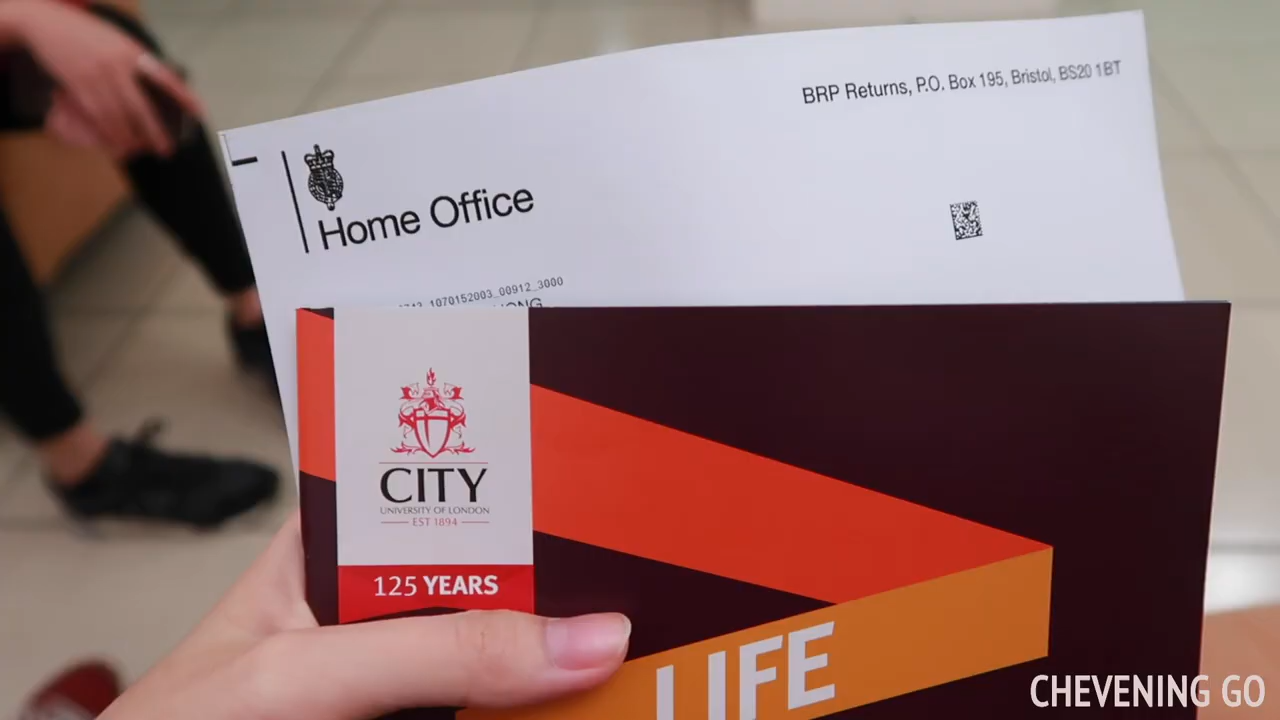 BRP Returns, P.O. Box 195, Bristol, BS20 1BT
Home Office
1070152003_00912_3000
CITY
UNIVERSITY OF LONDON
EST 1894
125 YEARS
LIFE
CHEVENING GO